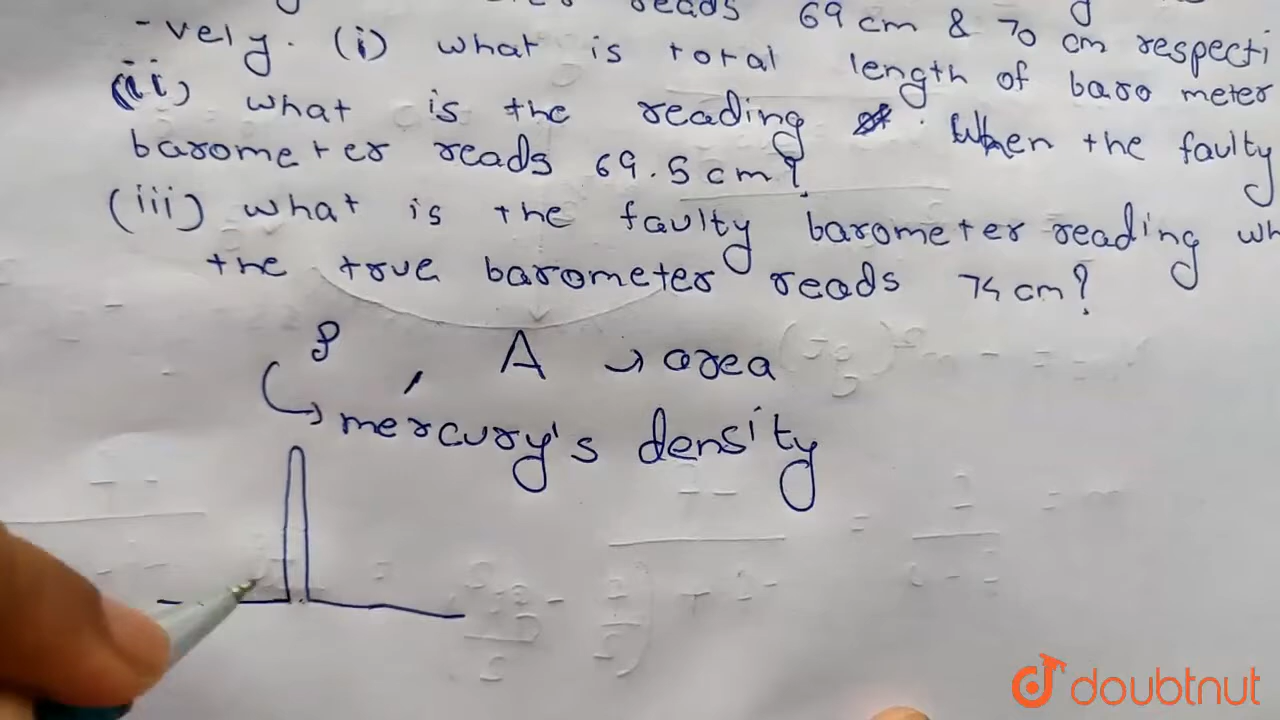 reads 69 cm & 70 cm respecti
-vely. (i) what is total length of baro meter
(ii) what is the reading . When the faulty
barometer reads 69.5 cm?
(iii) what is the faulty barometer reading wh
the true barometer reads 74 cm?
ρ , A → area
mercury's density
doubtnut